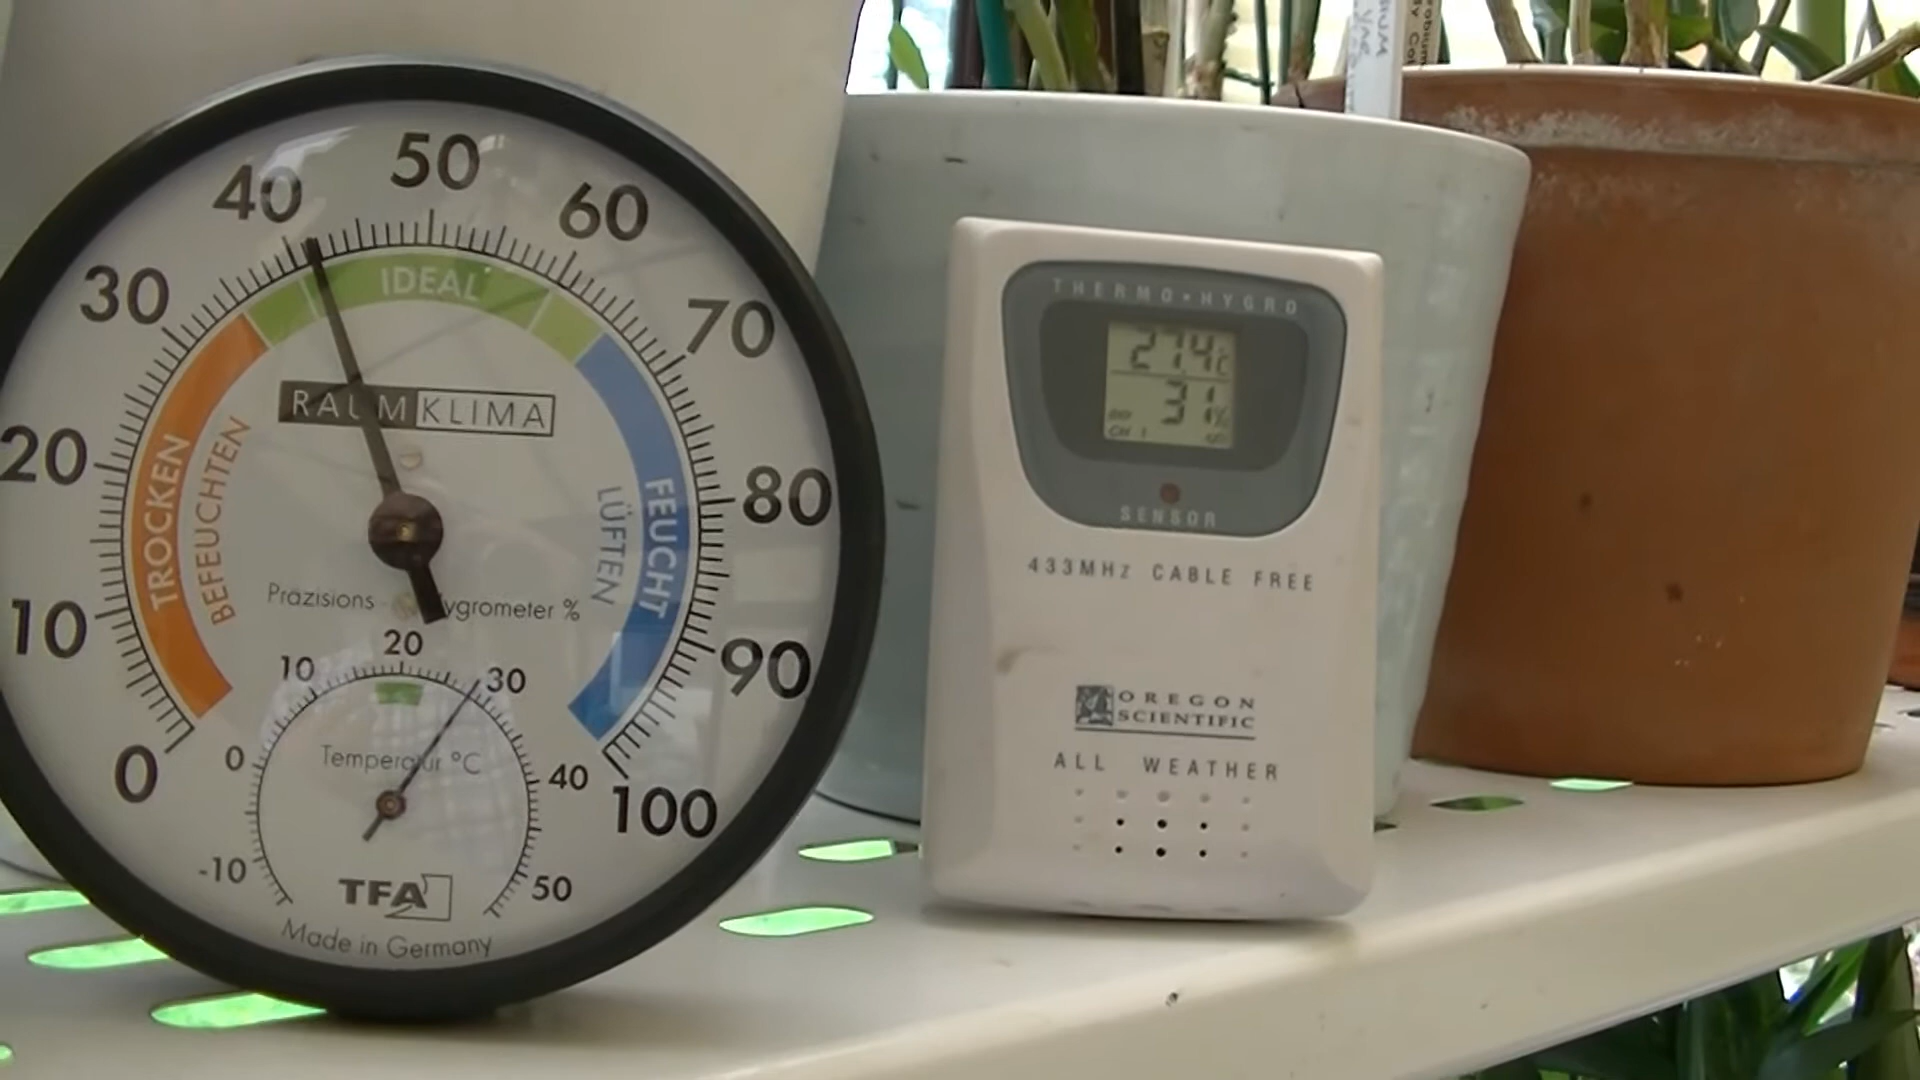 0
10
20
30
40
50
60
70
80
90
100
IDEAL
TROCKEN
BEFEUCHTEN
FEUCHT
LÜFTEN
RAUMKLIMA
Präzisions - Hygrometer %
-10
0
10
20
30
40
50
Temperatur °C
TFA
Made in Germany
THERMO•HYGRO
27.4°C
31%
CH 1
SENSOR
433MHz CABLE FREE
OREGON
SCIENTIFIC
ALL WEATHER